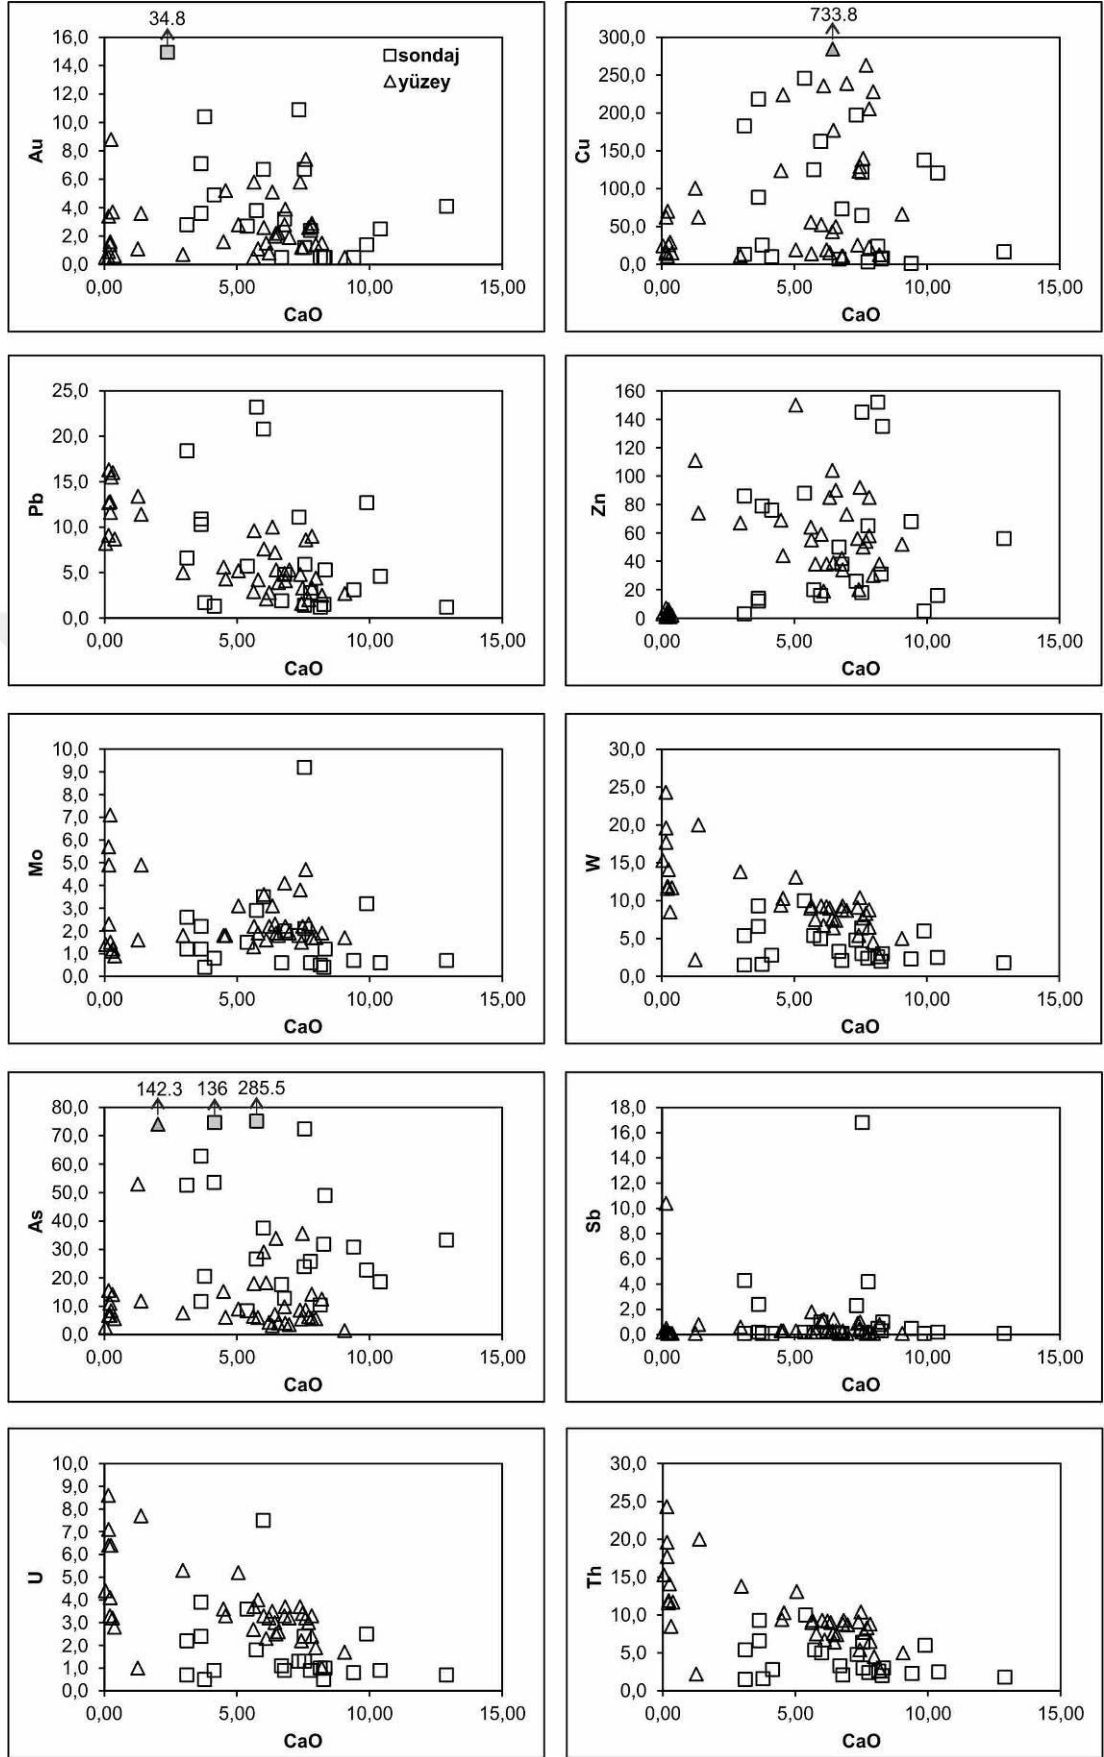 34.8
16,0
14,0
12,0
10,0
8,0
6,0
4,0
2,0
0,0
Au
sondaj
yüzey
0,00 5,00 10,00 15,00
CaO
733.8
300,0
250,0
200,0
150,0
100,0
50,0
0,0
Cu
0,00 5,00 10,00 15,00
CaO
25,0
20,0
15,0
10,0
5,0
0,0
Pb
0,00 5,00 10,00 15,00
CaO
160
140
120
100
80
60
40
20
0
Zn
0,00 5,00 10,00 15,00
CaO
10,0
9,0
8,0
7,0
6,0
5,0
4,0
3,0
2,0
1,0
0,0
Mo
0,00 5,00 10,00 15,00
CaO
30,0
25,0
20,0
15,0
10,0
5,0
0,0
W
0,00 5,00 10,00 15,00
CaO
142.3 136 285.5
80,0
70,0
60,0
50,0
40,0
30,0
20,0
10,0
0,0
As
0,00 5,00 10,00 15,00
CaO
18,0
16,0
14,0
12,0
10,0
8,0
6,0
4,0
2,0
0,0
Sb
0,00 5,00 10,00 15,00
CaO
10,0
9,0
8,0
7,0
6,0
5,0
4,0
3,0
2,0
1,0
0,0
U
0,00 5,00 10,00 15,00
CaO
30,0
25,0
20,0
15,0
10,0
5,0
0,0
Th
0,00 5,00 10,00 15,00
CaO